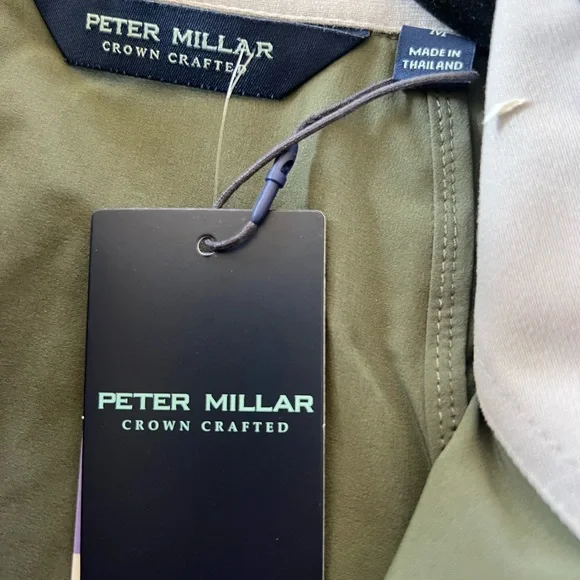 PETER MILLAR
CROWN CRAFTED
M
MADE IN
THAILAND
PETER MILLAR
CROWN CRAFTED